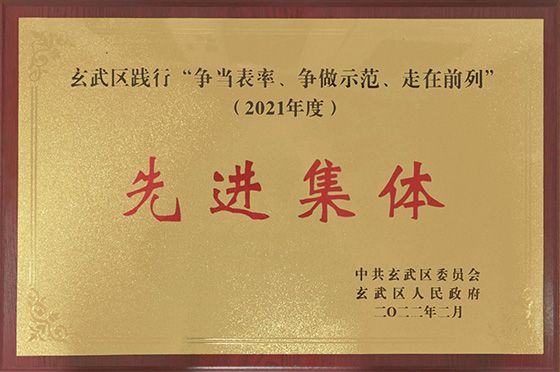 玄武区践行“争当表率、争做示范、走在前列”
（2021年度）
先进集体
中共玄武区委员会
玄武区人民政府
二〇二二年二月